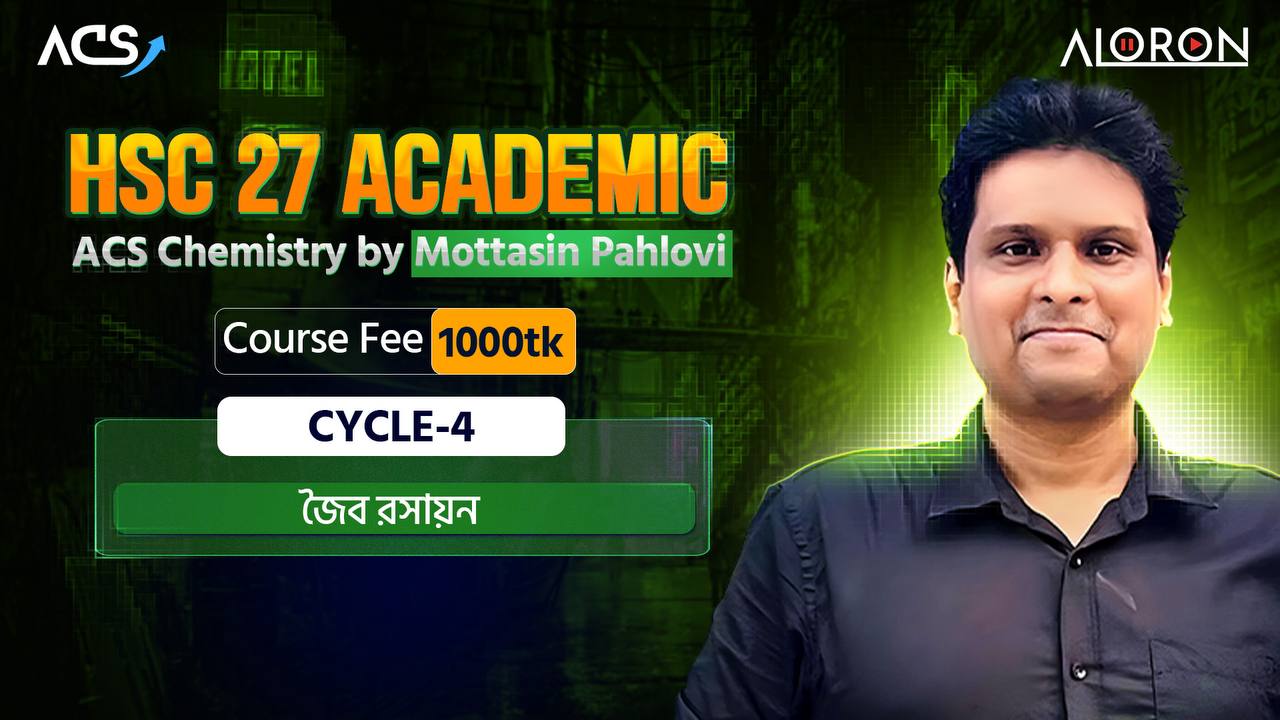 ACS
ALORON
HSC 27 ACADEMIC
ACS Chemistry by Mottasin Pahlovi
Course Fee 1000tk
CYCLE-4
জৈব রসায়ন